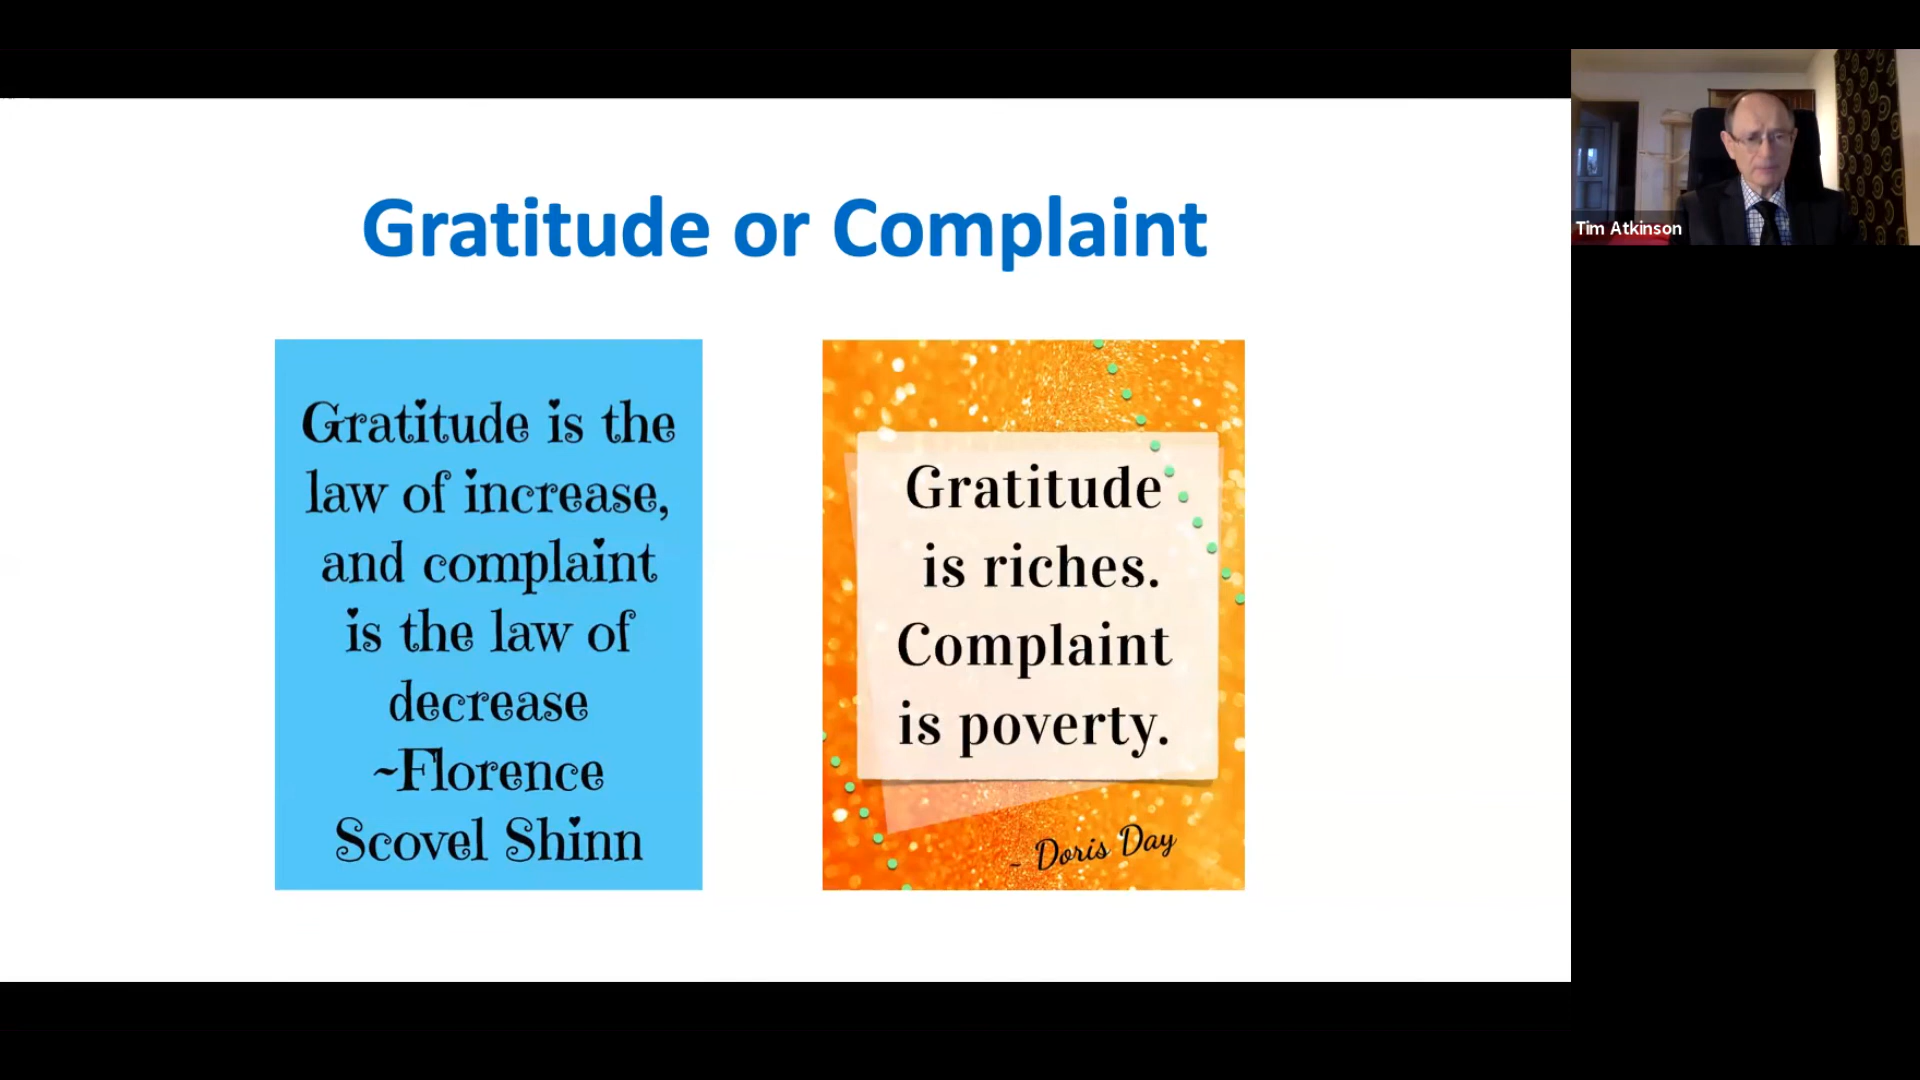 Gratitude or Complaint
Gratitude is the
law of increase,
and complaint
is the law of
decrease
~Florence
Scovel Shinn
Gratitude
is riches.
Complaint
is poverty.
- Doris Day
Tim Atkinson